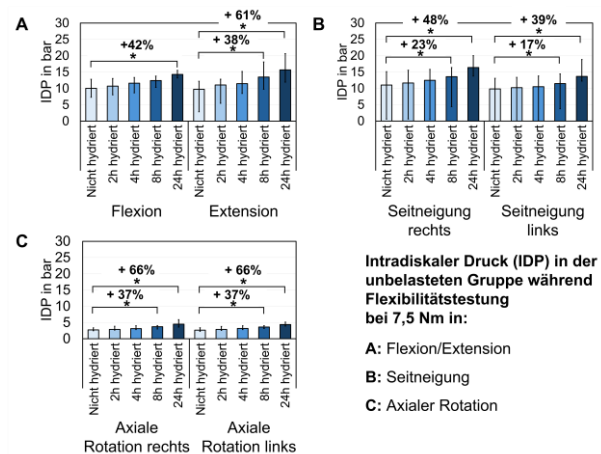 A
+ 61%
*
+42%
*
+ 38%
*
IDP in bar
30
25
20
15
10
5
0
Nicht hydriert
2h hydriert
4h hydriert
8h hydriert
24h hydriert
Nicht hydriert
2h hydriert
4h hydriert
8h hydriert
24h hydriert
Flexion
Extension
B
+ 48%
*
+ 39%
*
+ 23%
*
+ 17%
*
IDP in bar
30
25
20
15
10
5
0
Nicht hydriert
2h hydriert
4h hydriert
8h hydriert
24h hydriert
Nicht hydriert
2h hydriert
4h hydriert
8h hydriert
24h hydriert
Seitneigung
rechts
Seitneigung
links
C
+ 66%
*
+ 66%
*
+ 37%
*
+ 37%
*
IDP in bar
30
25
20
15
10
5
0
Nicht hydriert
2h hydriert
4h hydriert
8h hydriert
24h hydriert
Nicht hydriert
2h hydriert
4h hydriert
8h hydriert
24h hydriert
Axiale
Rotation rechts
Axiale
Rotation links
Intradiskaler Druck (IDP) in der
unbelasteten Gruppe während
Flexibilitätstestung
bei 7,5 Nm in:
A: Flexion/Extension
B: Seitneigung
C: Axialer Rotation